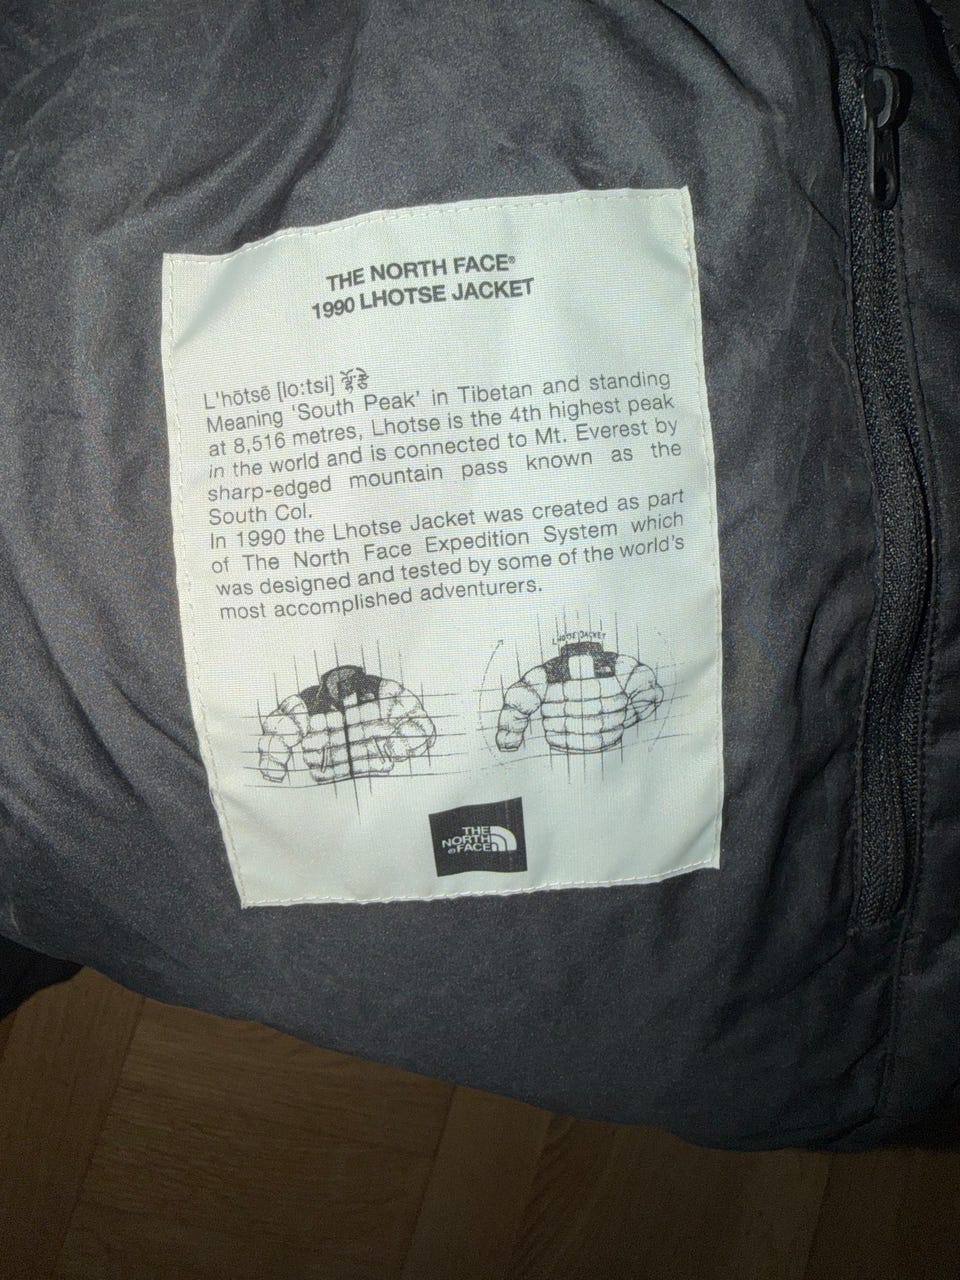 THE NORTH FACE®
1990 LHOTSE JACKET
L'hōtsē [lo:tsi]
Meaning 'South Peak' in Tibetan and standing
at 8,516 metres, Lhotse is the 4th highest peak
in the world and is connected to Mt. Everest by
sharp-edged mountain pass known as the
South Col.
In 1990 the Lhotse Jacket was created as part
of The North Face Expedition System which
was designed and tested by some of the world's
most accomplished adventurers.
LHOTSE JACKET
THE
NORTH
FACE